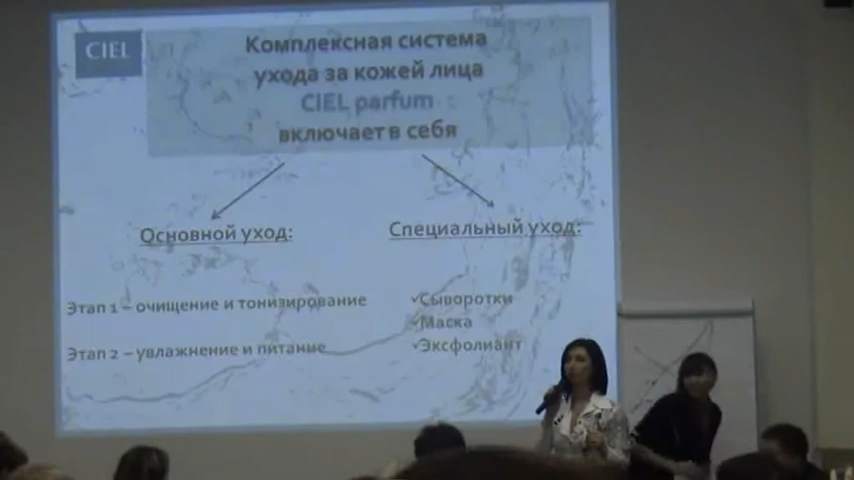 CIEL
Комплексная система
ухода за кожей лица
CIEL parfum
включает в себя
Основной уход:
Специальный уход:
Этап 1 – очищение и тонизирование
Этап 2 – увлажнение и питание
✓Сыворотки
✓Маска
✓Эксфолиант